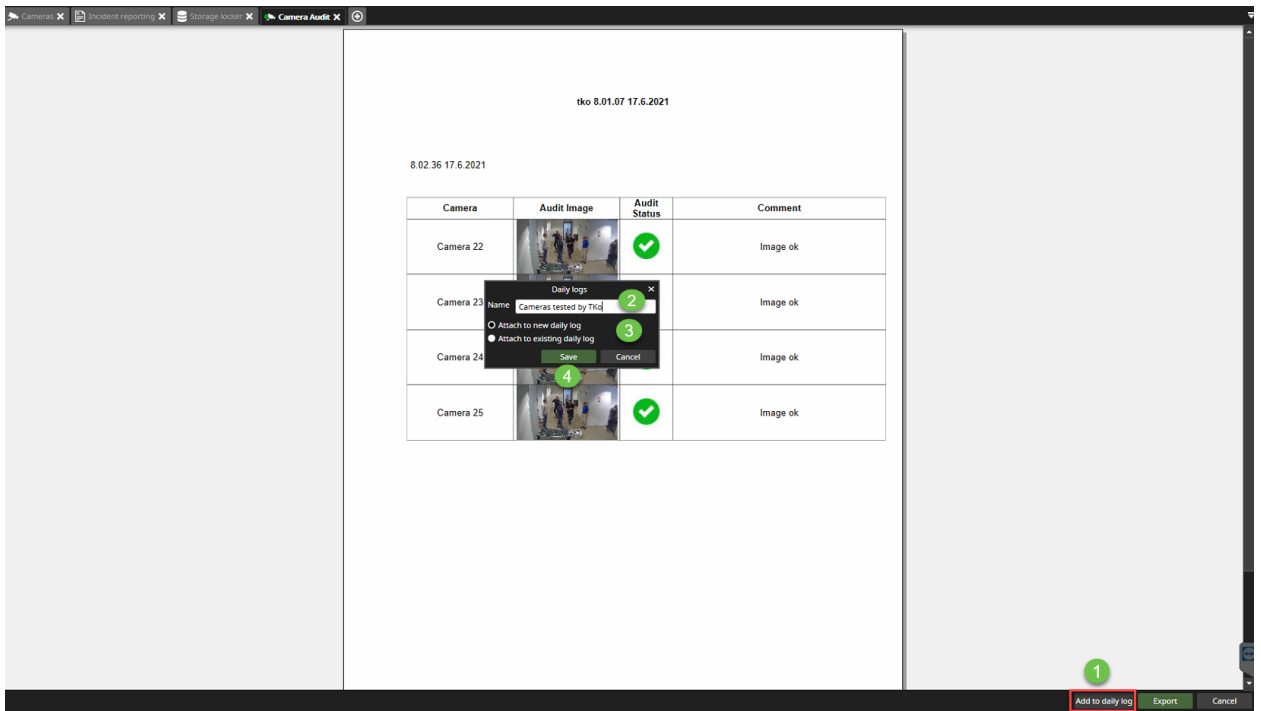 Cameras Incident reporting Storage locker Camera Audit
tko 8.01.07 17.6.2021
8.02.36 17.6.2021
Camera Audit Image Audit Status Comment
Camera 22 Image ok
Camera 23 Image ok
Camera 24 Image ok
Camera 25 Image ok
Daily logs
2
Name Cameras tested by TKo
Attach to new daily log
3
Attach to existing daily log
Save Cancel
4
1
Add to daily log Export Cancel